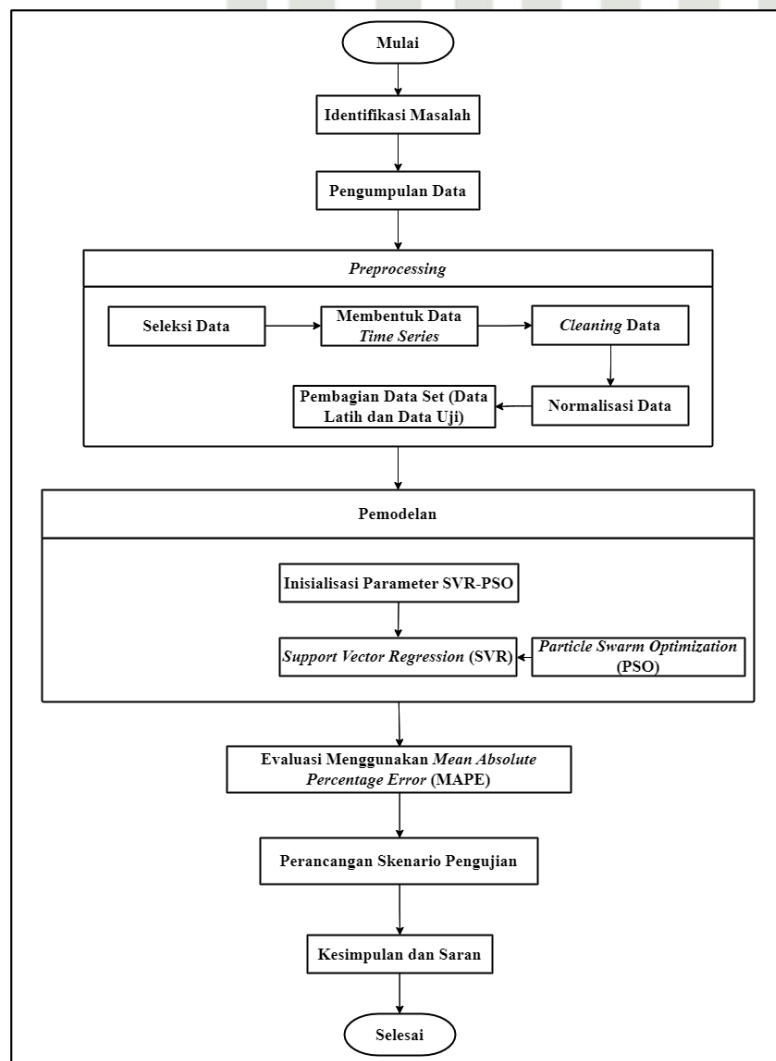 Mulai
Identifikasi Masalah
Pengumpulan Data
Preprocessing
Seleksi Data
Membentuk Data
Time Series
Cleaning Data
Normalisasi Data
Pembagian Data Set (Data
Latih dan Data Uji)
Pemodelan
Inisialisasi Parameter SVR-PSO
Support Vector Regression (SVR)
Particle Swarm Optimization
(PSO)
Evaluasi Menggunakan Mean Absolute
Percentage Error (MAPE)
Perancangan Skenario Pengujian
Kesimpulan dan Saran
Selesai